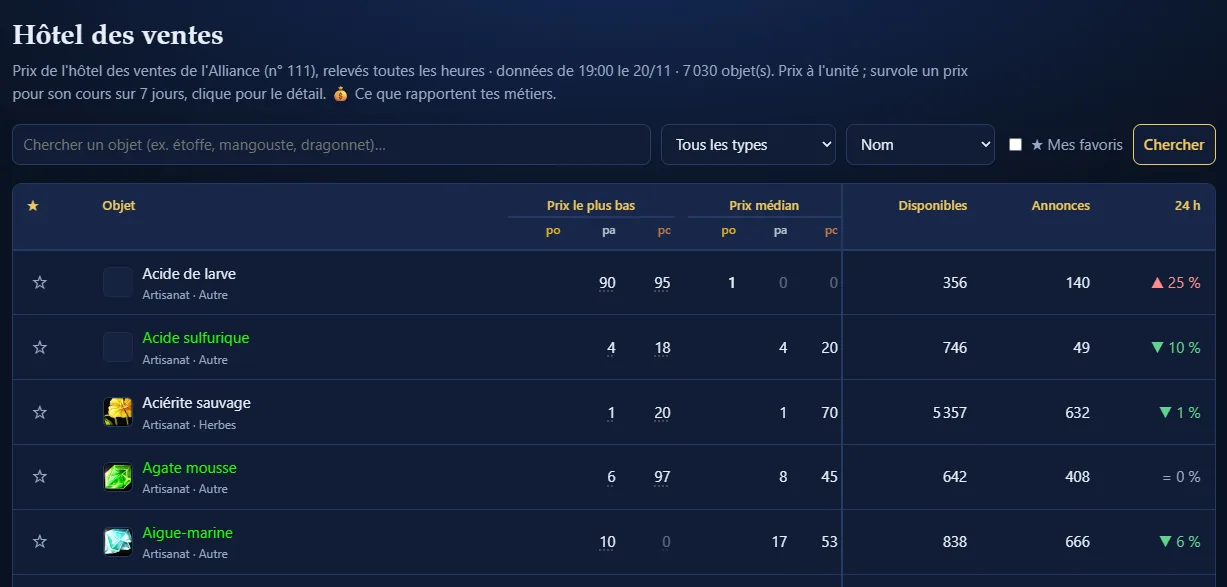 Hôtel des ventes
Prix de l'hôtel des ventes de l'Alliance (n° 111), relevés toutes les heures · données de 19:00 le 20/11 · 7 030 objet(s). Prix à l'unité ; survole un prix
pour son cours sur 7 jours, clique pour le détail. 💰 Ce que rapportent tes métiers.
Chercher un objet (ex. étoffe, mangouste, dragonnet)... Tous les types Nom ★ Mes favoris Chercher
★ Objet Prix le plus bas Prix médian Disponibles Annonces 24 h
po pa pc po pa pc
Acide de larve
☆ 90 95 1 0 0 356 140 ▲ 25 %
Artisanat · Autre
Acide sulfurique
☆ 4 18 4 20 746 49 ▼ 10 %
Artisanat · Autre
Aciérite sauvage
☆ 1 20 1 70 5 357 632 ▼ 1 %
Artisanat · Herbes
Agate mousse
☆ 6 97 8 45 642 408 = 0 %
Artisanat · Autre
Aigue-marine
☆ 10 0 17 53 838 666 ▼ 6 %
Artisanat · Autre